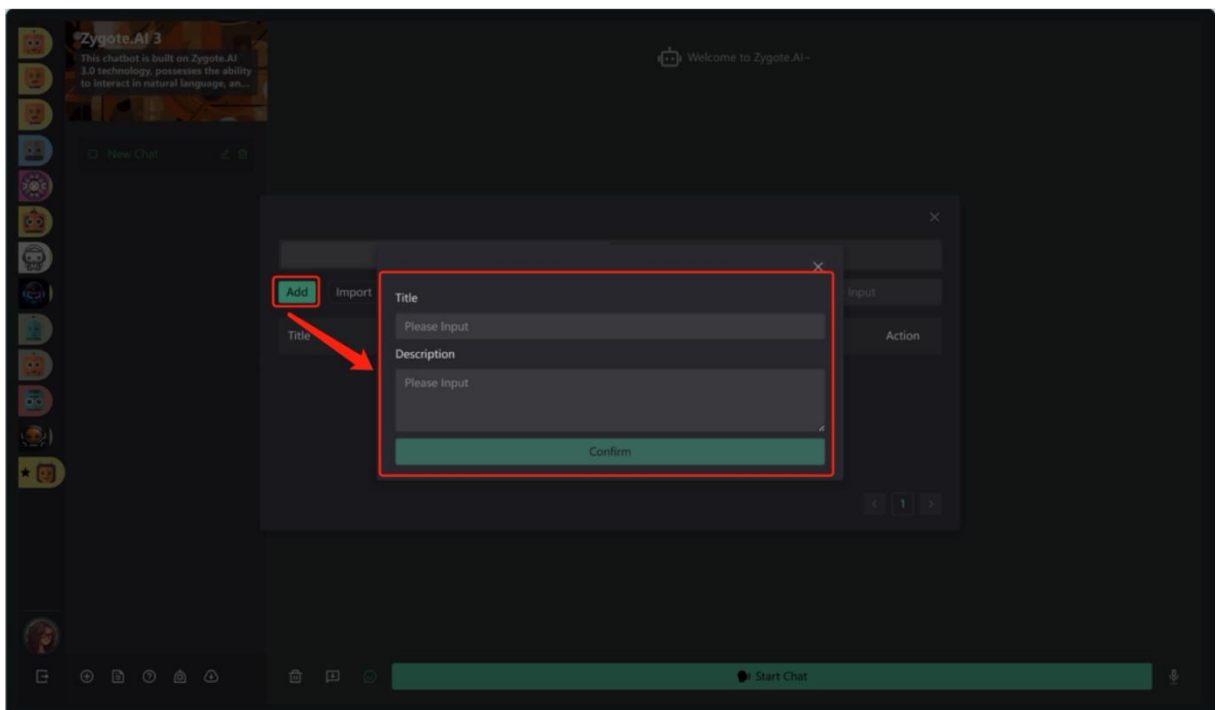 Zygote.AI 3
This chatbot is built on Zygote.AI
3.0 technology, possesses the ability
to interact in natural language, an...
Welcome to Zygote.AI~
New Chat
Add
Import
Input
Title
Action
Title
Please Input
Description
Please Input
Confirm
1
Start Chat